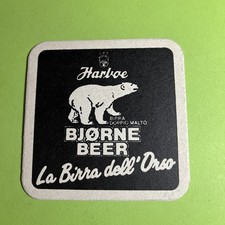 Harboe
BIRRA
DOPPIO MALTO
BJØRNE
BEER
La Birra dell'Orso